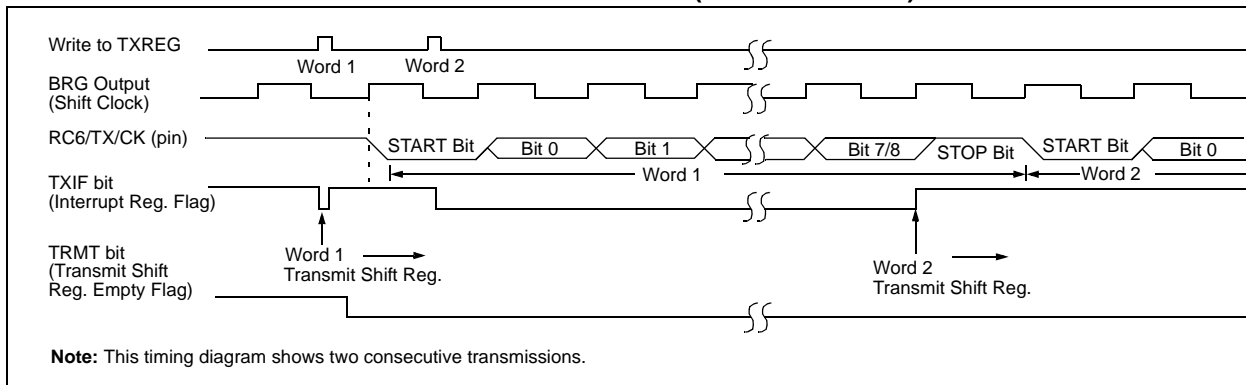 Write to TXREG
Word 1
Word 2
BRG Output
(Shift Clock)
RC6/TX/CK (pin)
START Bit
Bit 0
Bit 1
Bit 7/8
STOP Bit
START Bit
Bit 0
Word 1
Word 2
TXIF bit
(Interrupt Reg. Flag)
Word 1
Transmit Shift Reg.
Word 2
Transmit Shift Reg.
TRMT bit
(Transmit Shift
Reg. Empty Flag)
Note: This timing diagram shows two consecutive transmissions.